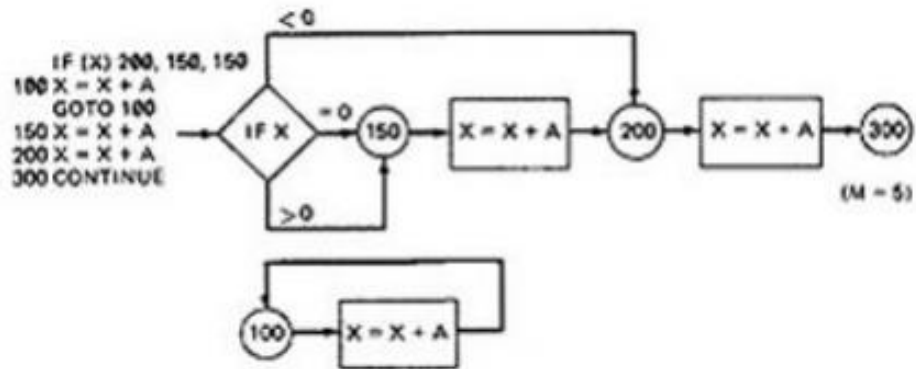 IF (X) 200, 150, 150
100 X = X + A
GOTO 100
150 X = X + A
200 X = X + A
300 CONTINUE
< 0
IF X
= 0
150
X = X + A
200
X = X + A
300
> 0
(M = 5)
100
X = X + A